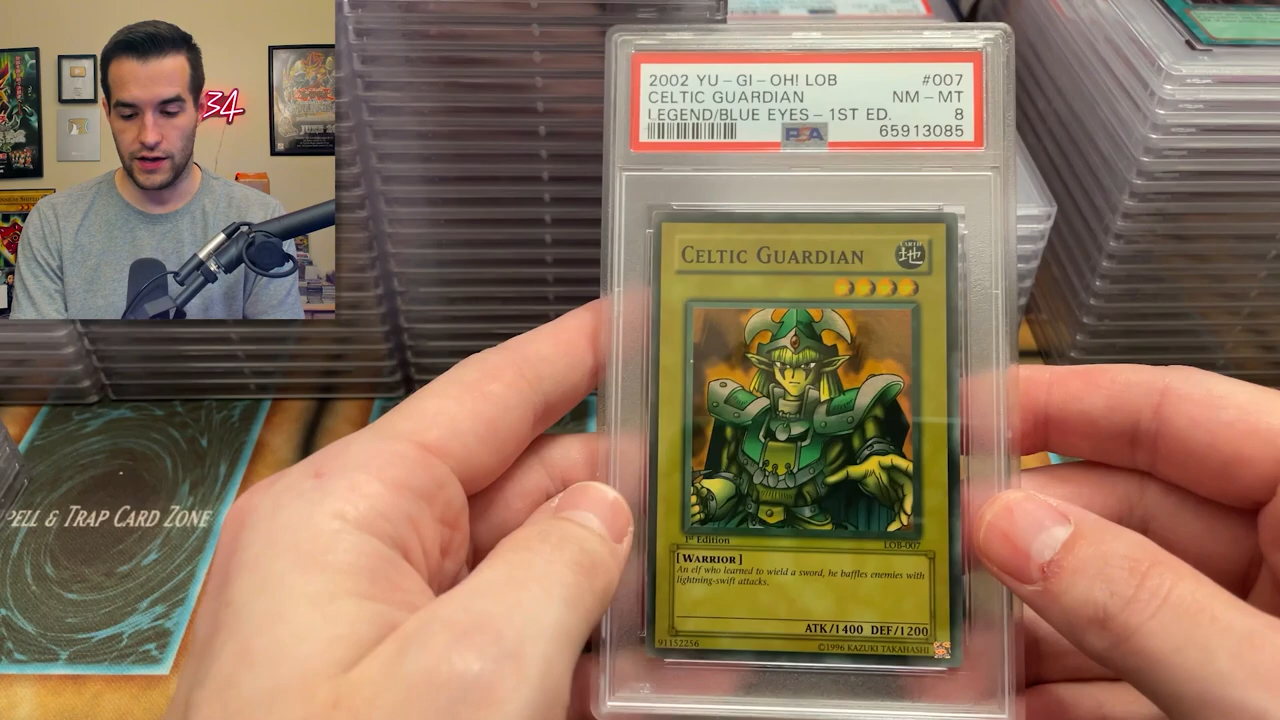 34
2002 YU-GI-OH! LOB #007
CELTIC GUARDIAN NM-MT
LEGEND/BLUE EYES-1ST ED. 8
PSA 65913085
CELTIC GUARDIAN
EARTH
地
1st Edition LOB-007
[WARRIOR]
An elf who learned to wield a sword, he baffles enemies with
lightning-swift attacks.
ATK/1400 DEF/1200
91152256 ©1996 KAZUKI TAKAHASHI
SPELL & TRAP CARD ZONE